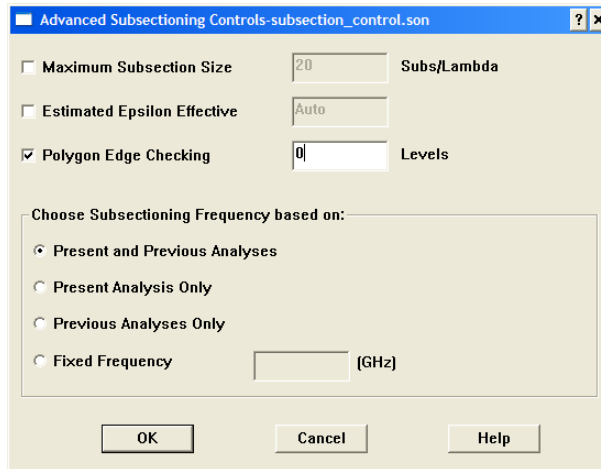 Advanced Subsectioning Controls-subsection_control.son ? ×
Maximum Subsection Size 20 Subs/Lambda
Estimated Epsilon Effective Auto
Polygon Edge Checking 0 Levels
Choose Subsectioning Frequency based on:
Present and Previous Analyses
Present Analysis Only
Previous Analyses Only
Fixed Frequency (GHz)
OK Cancel Help